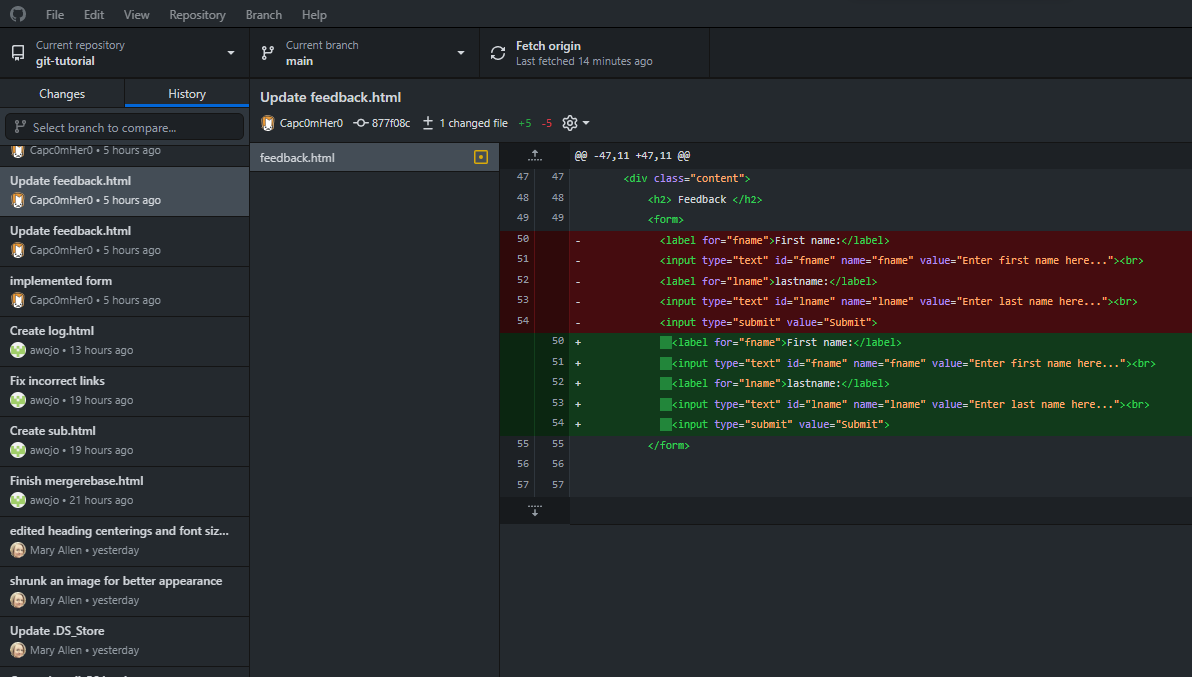 File Edit View Repository Branch Help
Current repository
git-tutorial
Current branch
main
Fetch origin
Last fetched 14 minutes ago
Changes
History
Select branch to compare...
Capc0mHer0 • 5 hours ago
Update feedback.html
Capc0mHer0 • 5 hours ago
Update feedback.html
Capc0mHer0 • 5 hours ago
implemented form
Capc0mHer0 • 5 hours ago
Create log.html
awojo • 13 hours ago
Fix incorrect links
awojo • 19 hours ago
Create sub.html
awojo • 19 hours ago
Finish mergerebase.html
awojo • 21 hours ago
edited heading centerings and font siz...
Mary Allen • yesterday
shrunk an image for better appearance
Mary Allen • yesterday
Update .DS_Store
Mary Allen • yesterday
Update feedback.html
Capc0mHer0 877f08c 1 changed file +5 -5
feedback.html
@@ -47,11 +47,11 @@
47 47 <div class="content">
48 48 <h2> Feedback </h2>
49 49 <form>
50 - <label for="fname">First name:</label>
51 - <input type="text" id="fname" name="fname" value="Enter first name here..."><br>
52 - <label for="lname">lastname:</label>
53 - <input type="text" id="lname" name="lname" value="Enter last name here..."><br>
54 - <input type="submit" value="Submit">
50 + <label for="fname">First name:</label>
51 + <input type="text" id="fname" name="fname" value="Enter first name here..."><br>
52 + <label for="lname">lastname:</label>
53 + <input type="text" id="lname" name="lname" value="Enter last name here..."><br>
54 + <input type="submit" value="Submit">
55 55 </form>
56 56
57 57